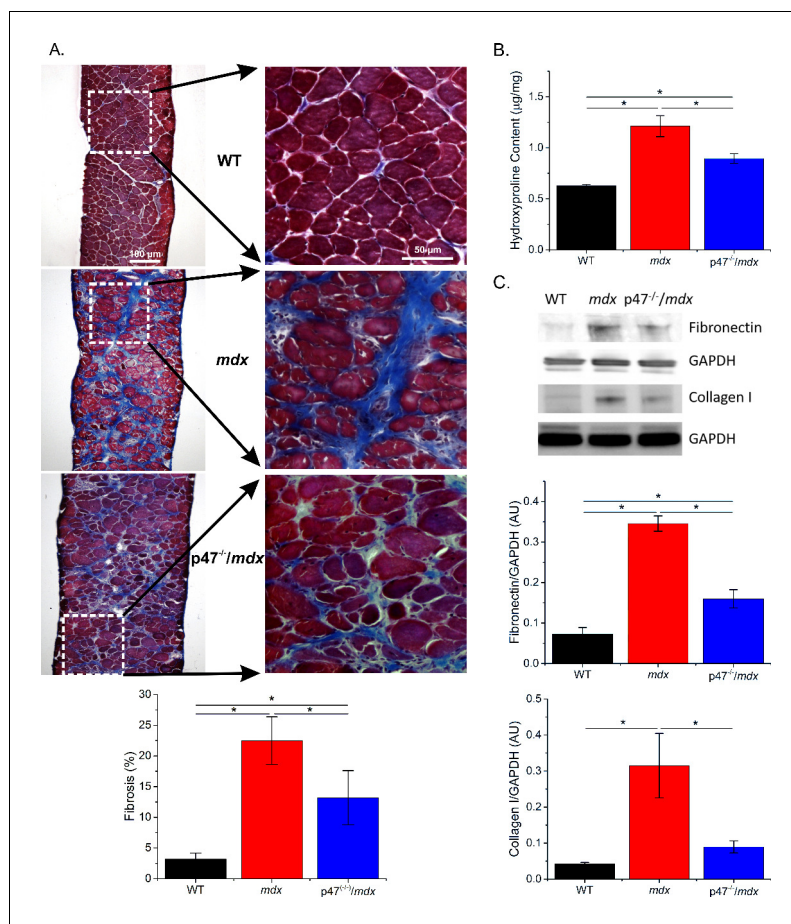 A.
WT
100 µm
50 µm
mdx
p47-/-/mdx
Fibrosis (%)
30
25
20
15
10
5
0
* * *
WT mdx p47(-/-)/mdx
B.
Hydroxyproline Content (µg/mg)
1.5
1.0
0.5
0.0
* * *
WT mdx p47-/-/mdx
C.
WT mdx p47-/-/mdx
Fibronectin
GAPDH
Collagen I
GAPDH
Fibronectin/GAPDH (AU)
0.4
0.3
0.2
0.1
0.0
* * *
WT mdx p47-/-/mdx
Collagen I/GAPDH (AU)
0.5
0.4
0.3
0.2
0.1
0.0
* *
WT mdx p47-/-/mdx